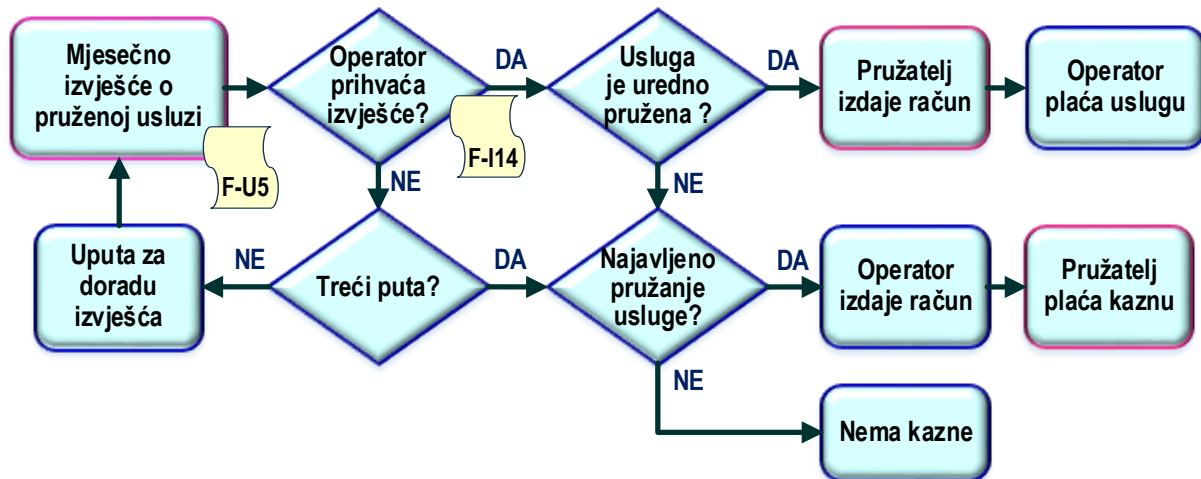 Mjesečno
izvješće o
pruženoj usluzi
F-U5
Operator
prihvaća
izvješće?
DA
F-I14
Usluga
je uredno
pružena ?
DA
Pružatelj
izdaje račun
Operator
plaća uslugu
NE
NE
Uputa za
doradu
izvješća
NE
Treći puta?
DA
Najavljeno
pružanje
usluge?
DA
Operator
izdaje račun
Pružatelj
plaća kaznu
NE
Nema kazne